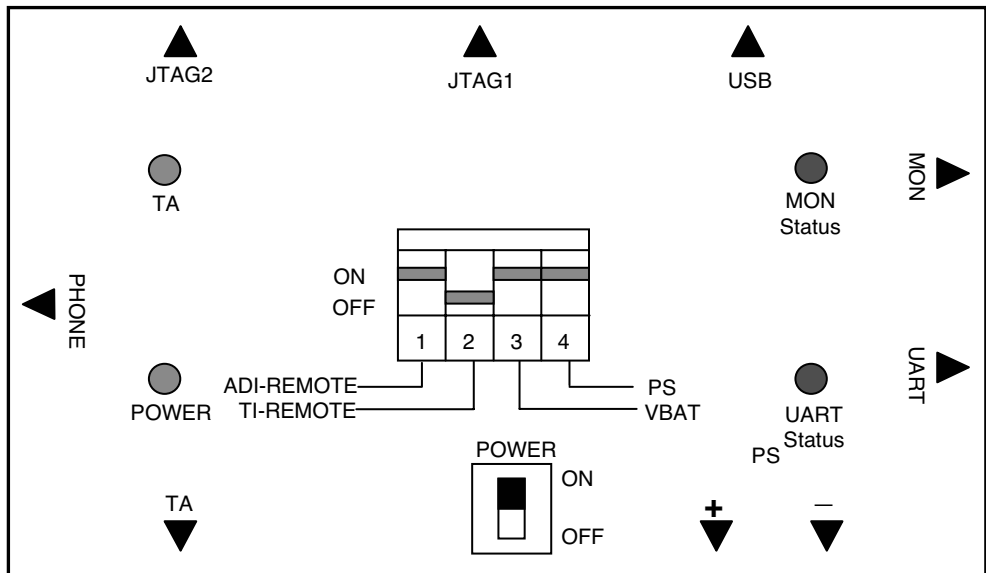 JTAG2
JTAG1
USB
TA
MON
Status
MON
ON
OFF
PHONE
1 2 3 4
ADI-REMOTE
TI-REMOTE
PS
VBAT
POWER
UART
Status
UART
PS
POWER
ON
OFF
TA
+ –